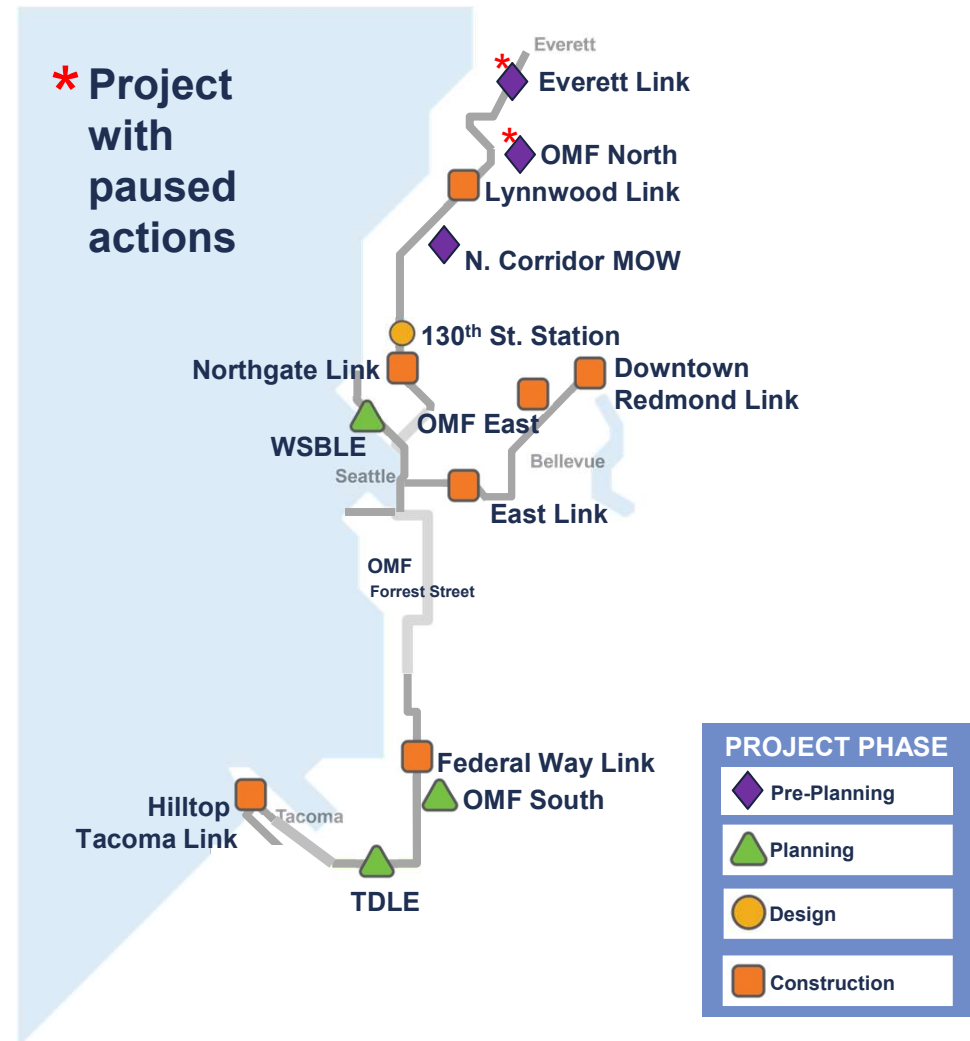 * Project
with
paused
actions
Everett
*
Everett Link
*
OMF North
Lynnwood Link
N. Corridor MOW
130th St. Station
Northgate Link
Downtown
Redmond Link
OMF East
WSBLE
Bellevue
Seattle
East Link
OMF
Forrest Street
Federal Way Link
OMF South
Hilltop
Tacoma Link
Tacoma
TDLE
PROJECT PHASE
Pre-Planning
Planning
Design
Construction